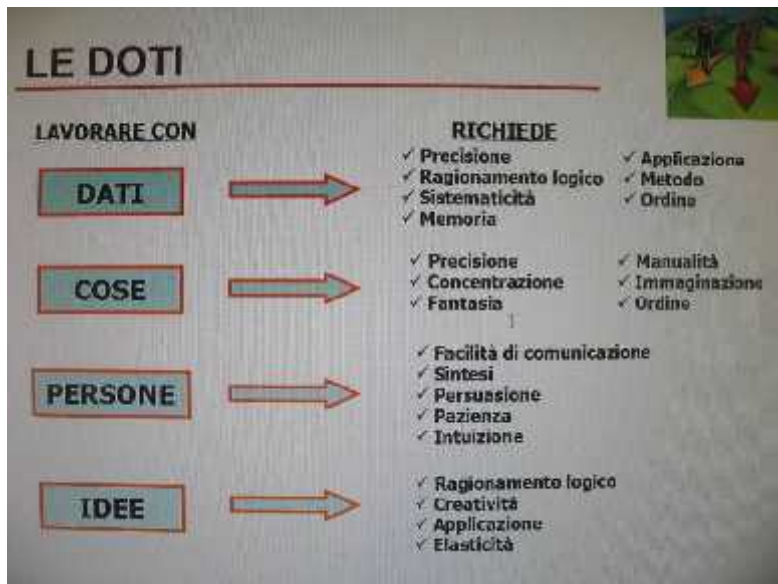 LE DOTI
LAVORARE CON
RICHIEDE
DATI
✓ Precisione
✓ Ragionamento logico
✓ Sistematicità
✓ Memoria
✓ Applicazione
✓ Metodo
✓ Ordine
COSE
✓ Precisione
✓ Concentrazione
✓ Fantasia
✓ Manualità
✓ Immaginazione
✓ Ordine
PERSONE
✓ Facilità di comunicazione
✓ Sintesi
✓ Persuasione
✓ Pazienza
✓ Intuizione
IDEE
✓ Ragionamento logico
✓ Creatività
✓ Applicazione
✓ Elasticità